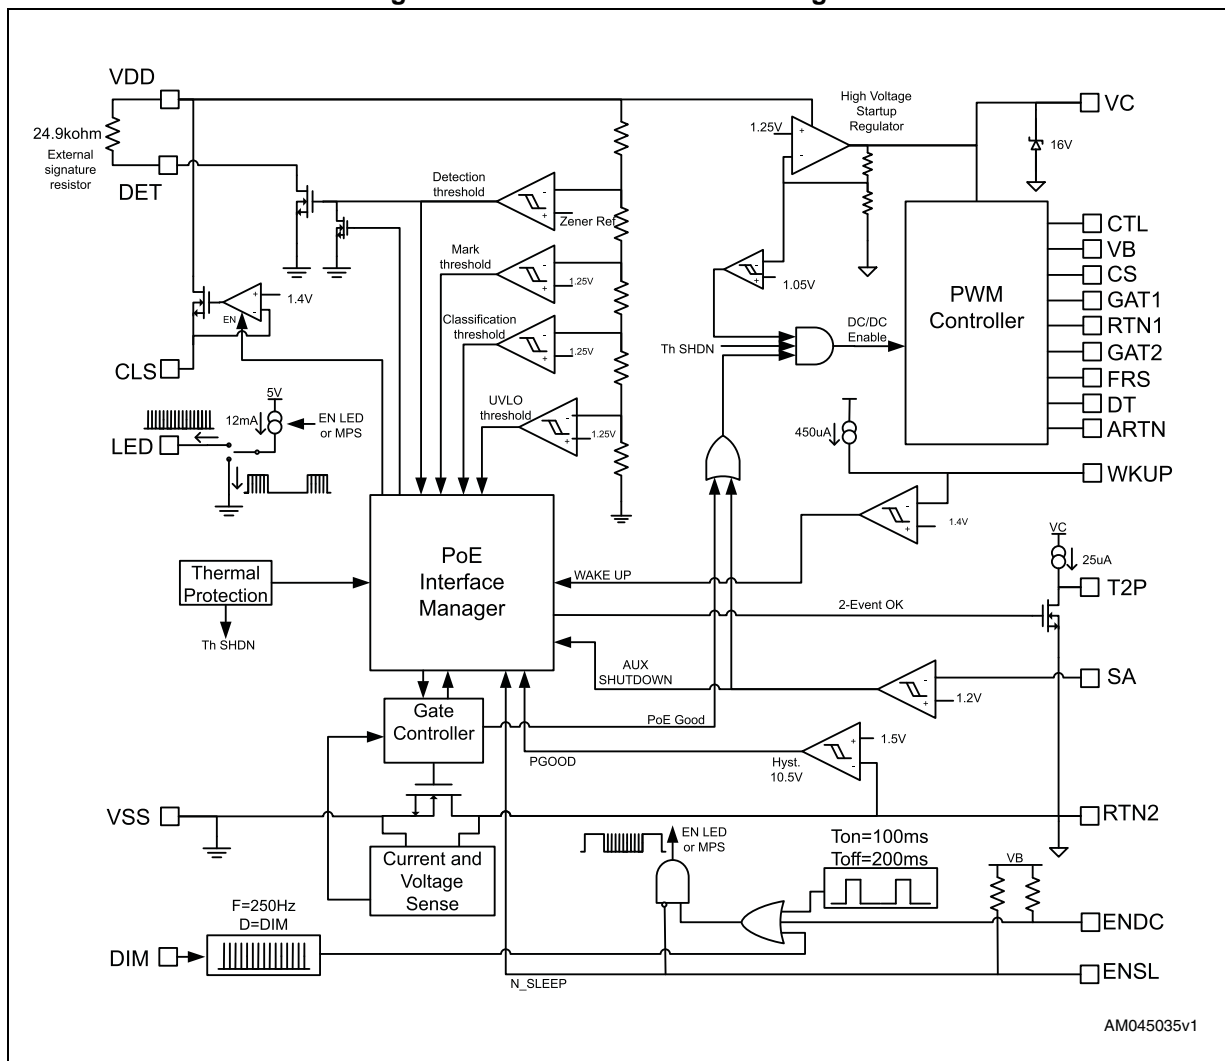 VDD
24.9kohm
External
signature
resistor
DET
Detection
threshold
Zener Ref
Mark
threshold
1.25V
Classification
threshold
1.25V
UVLO
threshold
1.25V
1.4V
EN
CLS
5V
12mA
EN LED
or MPS
LED
High Voltage
Startup
Regulator
1.25V
+
-
VC
16V
1.05V
Th SHDN
DC/DC
Enable
PWM
Controller
CTL
VB
CS
GAT1
RTN1
GAT2
FRS
DT
ARTN
450uA
WKUP
1.4V
VC
25uA
T2P
Thermal
Protection
Th SHDN
PoE
Interface
Manager
WAKE UP
2-Event OK
AUX
SHUTDOWN
SA
1.2V
Gate
Controller
PoE Good
PGOOD
Hyst.
10.5V
1.5V
VSS
RTN2
Current and
Voltage
Sense
EN LED
or MPS
Ton=100ms
Toff=200ms
VB
F=250Hz
D=DIM
DIM
ENDC
ENSL
N_SLEEP
AM045035v1